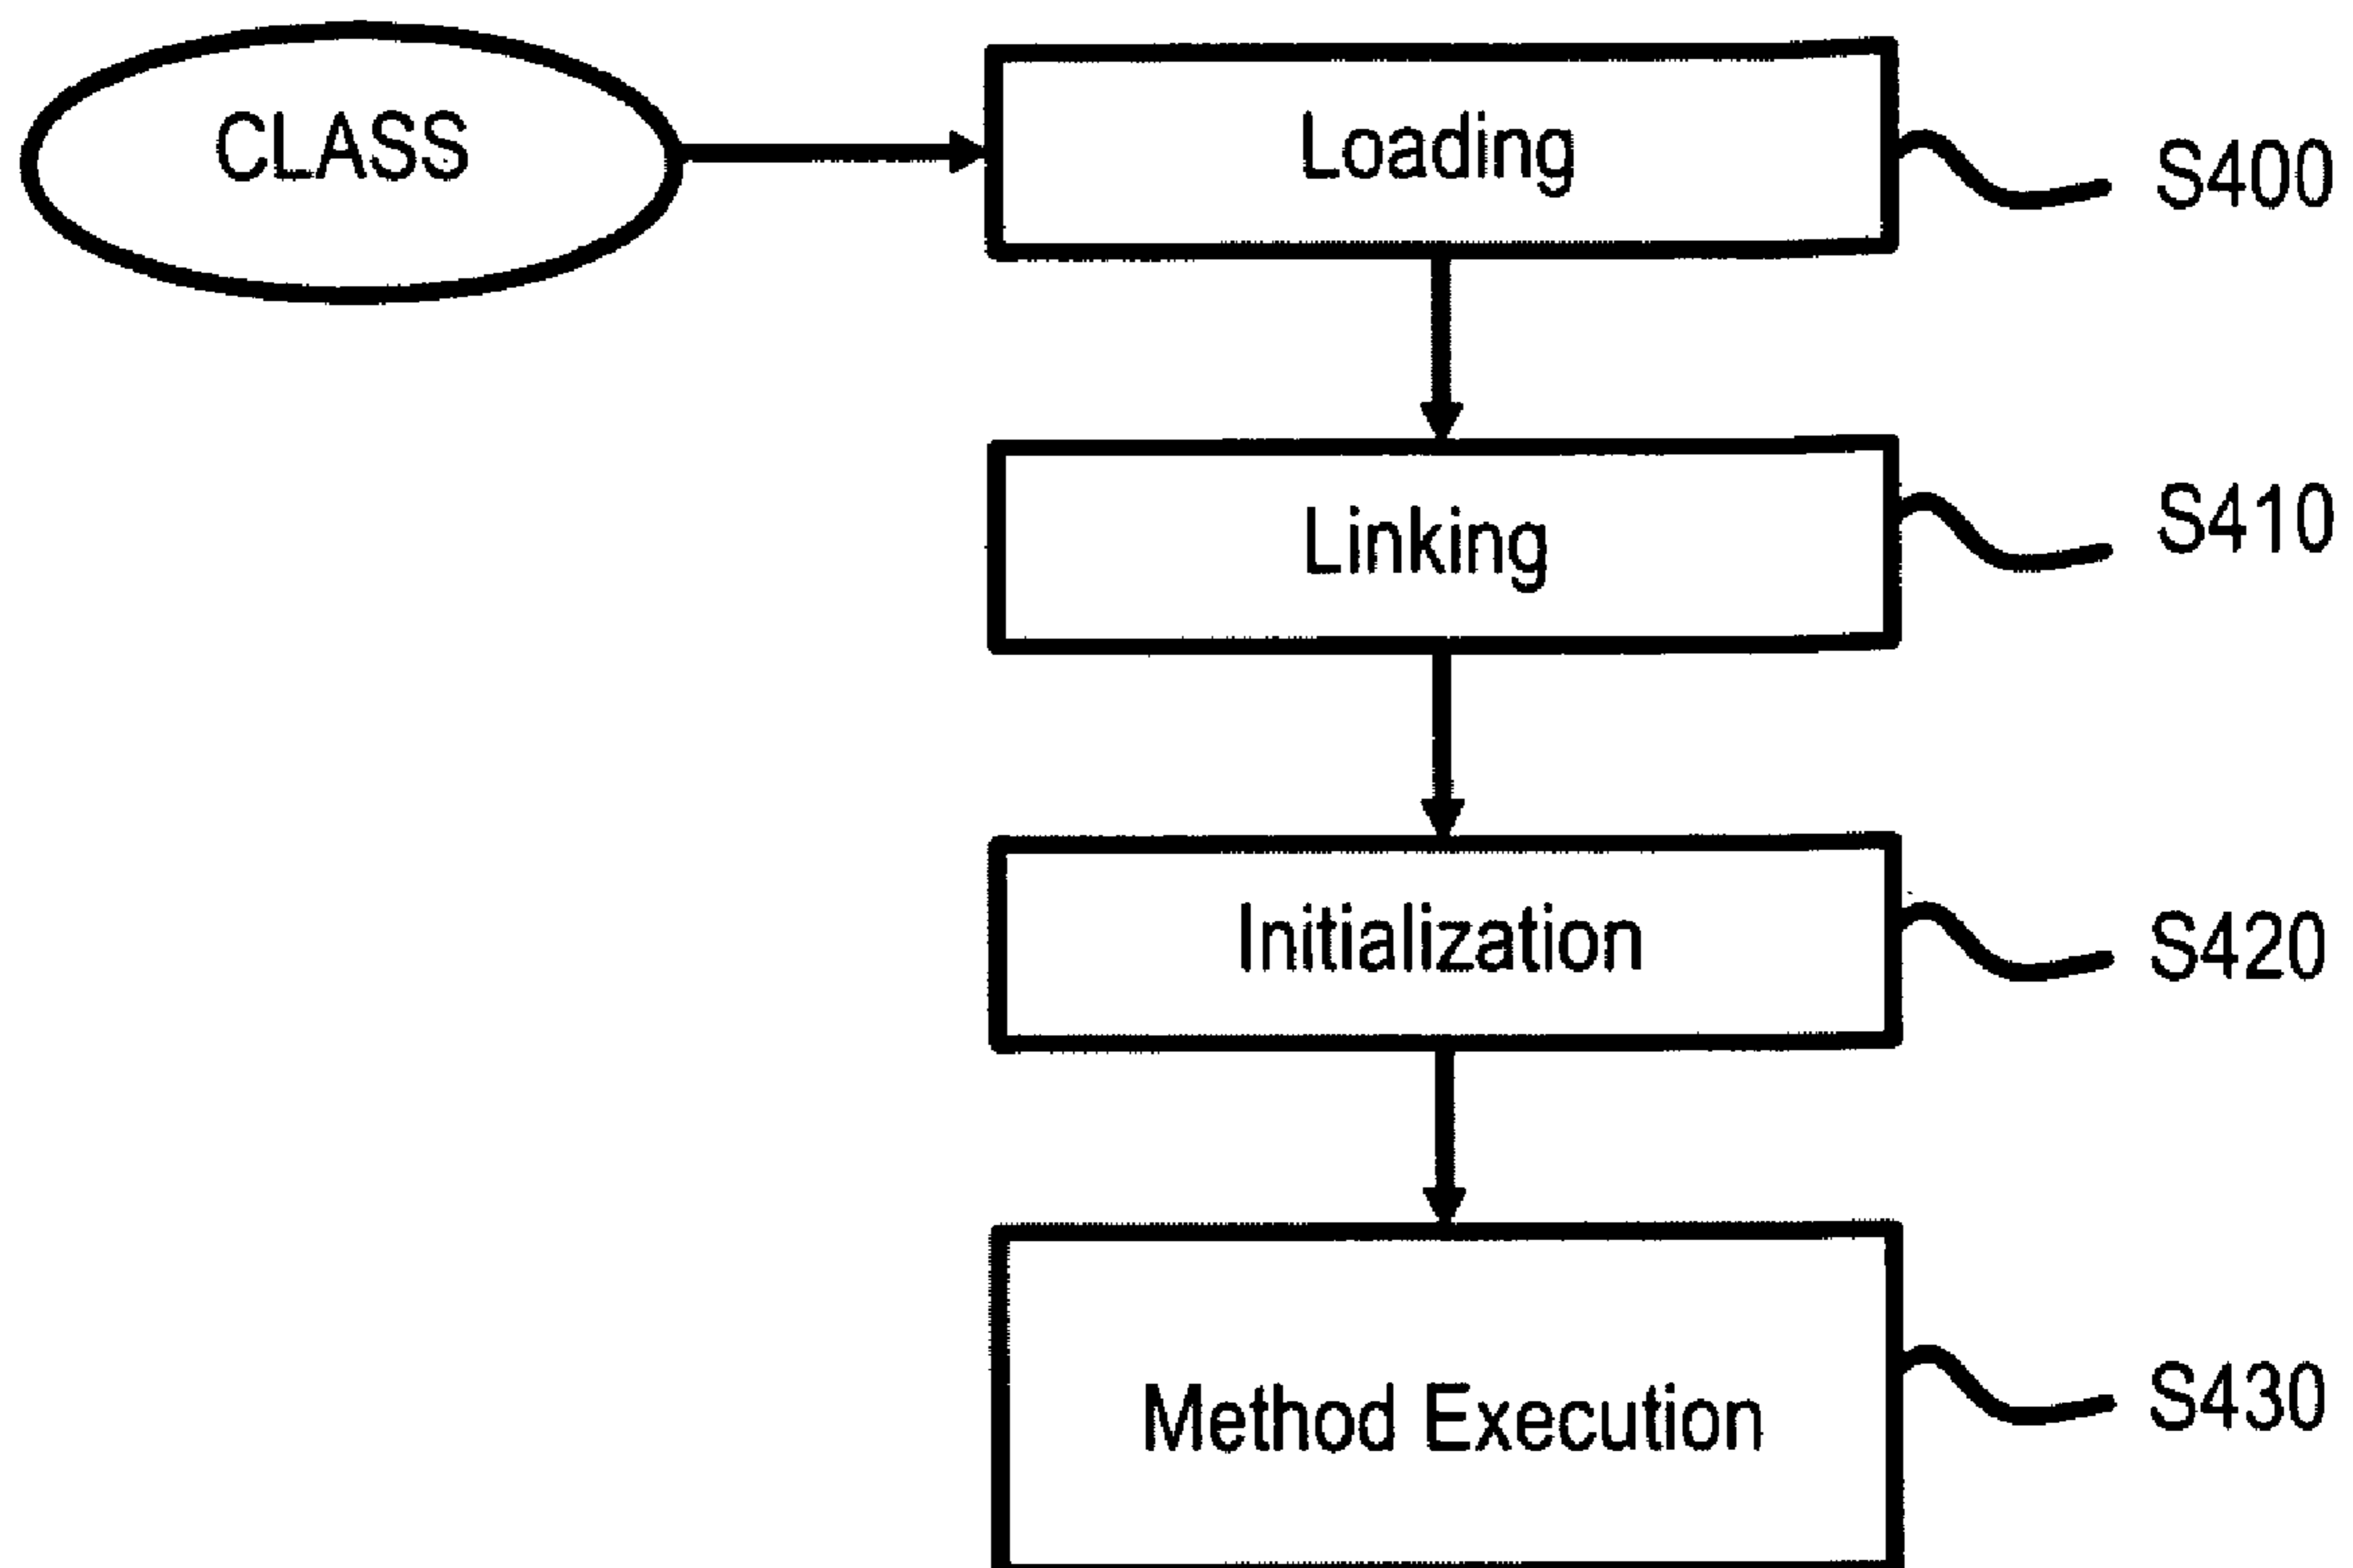 CLASS
Loading
S400
Linking
S410
Initialization
S420
Method Execution
S430